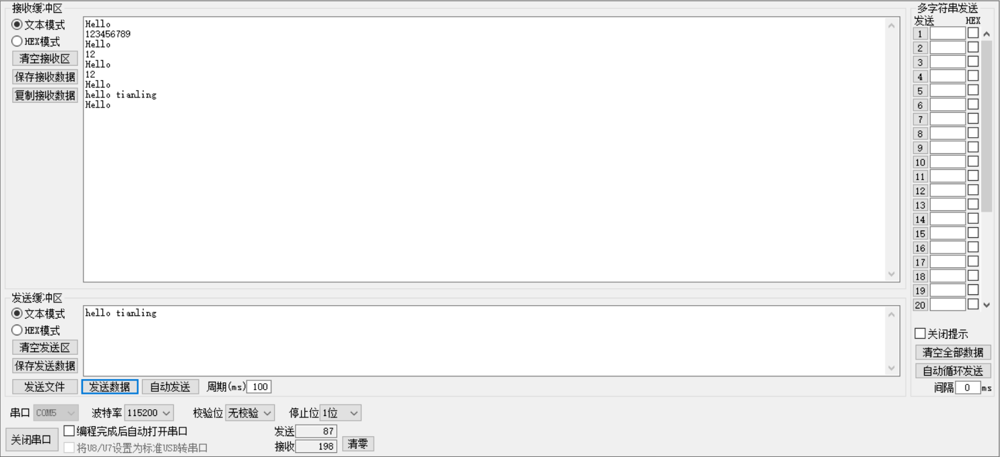 接收缓冲区
文本模式
HEX模式
清空接收区
保存接收数据
复制接收数据
Hello
123456789
Hello
12
Hello
12
Hello
hello tianling
Hello
发送缓冲区
文本模式
HEX模式
清空发送区
保存发送数据
hello tianling
发送文件 发送数据 自动发送 周期(ms) 100
串口 COM5 波特率 115200 校验位 无校验 停止位 1位
关闭串口
编程完成后自动打开串口
将U8/U7设置为标准USB转串口
发送 87
接收 198
清零
多字符串发送
发送 HEX
1
2
3
4
5
6
7
8
9
10
11
12
13
14
15
16
17
18
19
20
关闭提示
清空全部数据
自动循环发送
间隔 0 ms